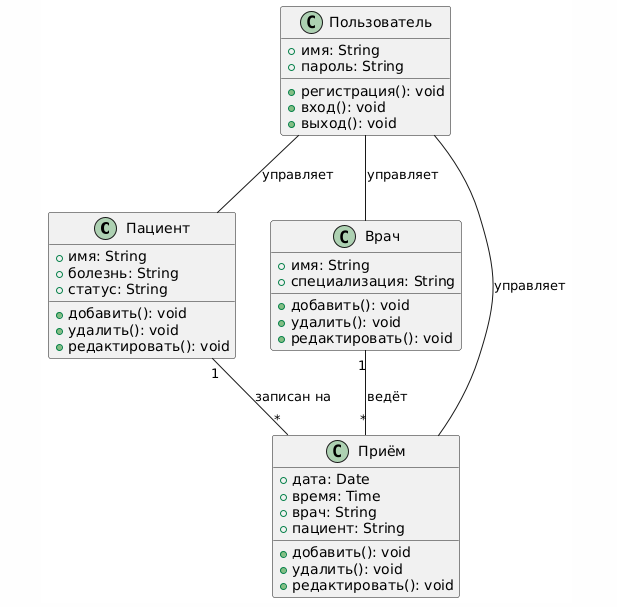 C Пользователь
имя: String
пароль: String
регистрация(): void
вход(): void
выход(): void
управляет
управляет
управляет
C Пациент
имя: String
болезнь: String
статус: String
добавить(): void
удалить(): void
редактировать(): void
C Врач
имя: String
специализация: String
добавить(): void
удалить(): void
редактировать(): void
1
записан на
*
1
ведёт
*
C Приём
дата: Date
время: Time
врач: String
пациент: String
добавить(): void
удалить(): void
редактировать(): void